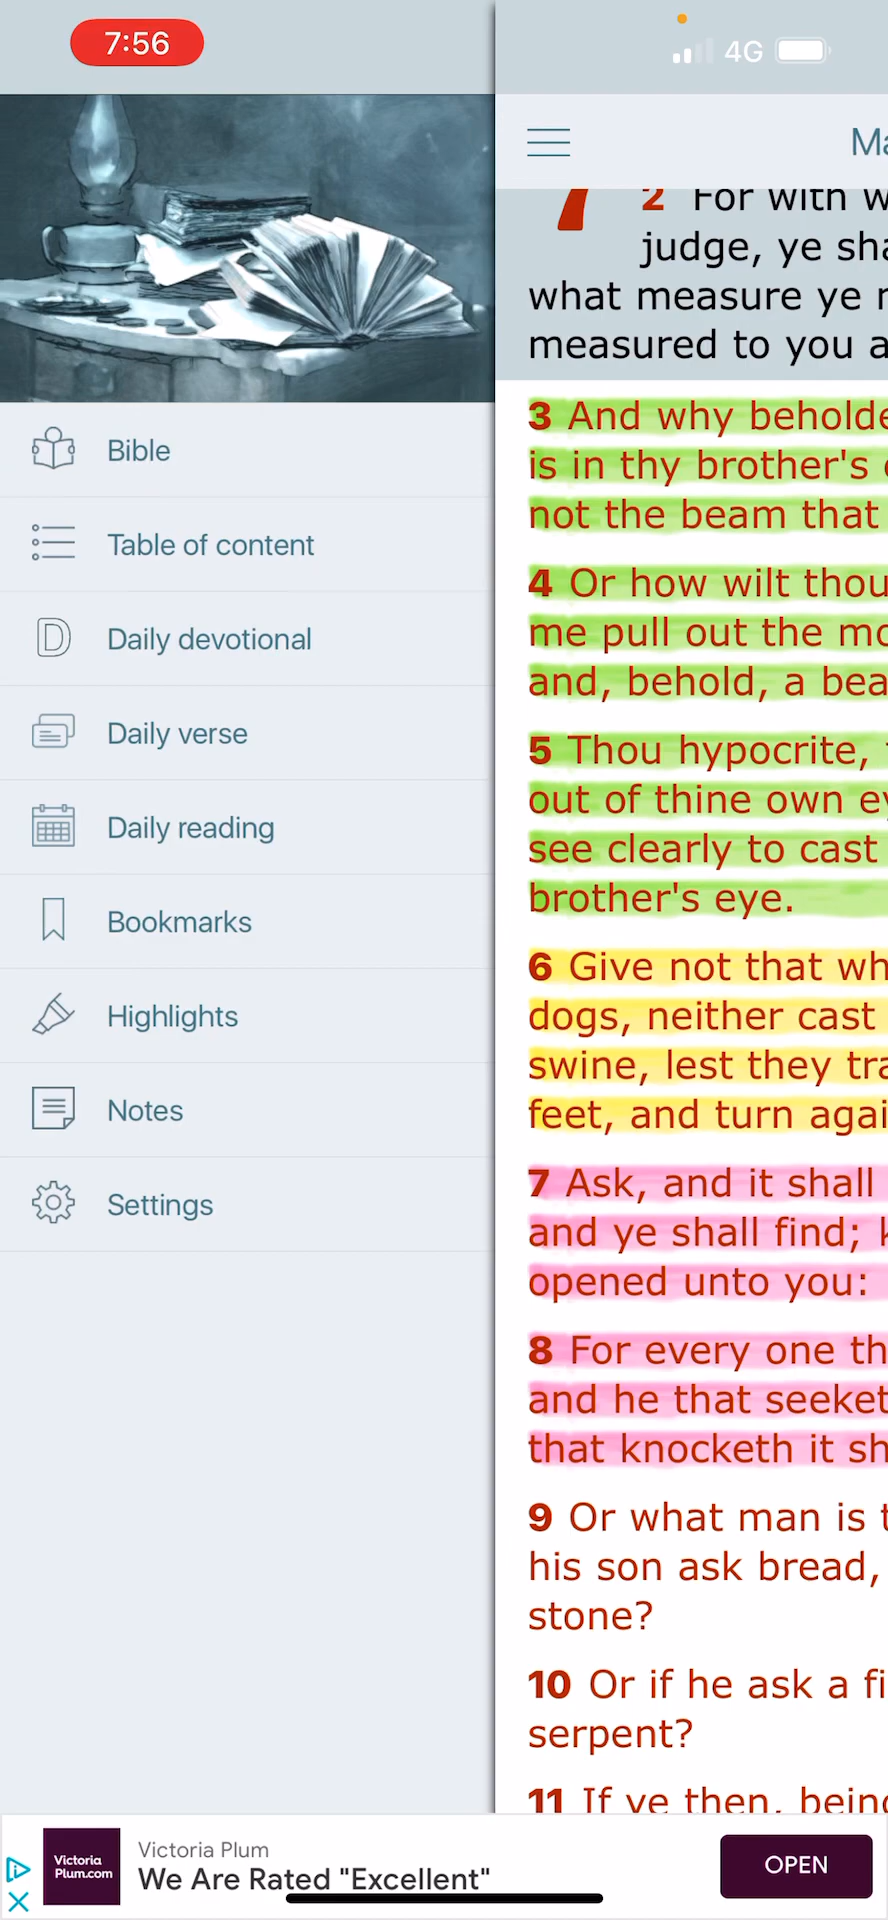 7:56
4G
Bible
Table of content
Daily devotional
Daily verse
Daily reading
Bookmarks
Highlights
Notes
Settings
Ma
7
2 For with w
judge, ye sha
what measure ye
measured to you a
3 And why beholde
is in thy brother's
not the beam that
4 Or how wilt thou
me pull out the mo
and, behold, a bea
5 Thou hypocrite,
out of thine own ey
see clearly to cast
brother's eye.
6 Give not that wh
dogs, neither cast
swine, lest they tra
feet, and turn agai
7 Ask, and it shall
and ye shall find; k
opened unto you:
8 For every one th
and he that seeket
that knocketh it sh
9 Or what man is t
his son ask bread,
stone?
10 Or if he ask a fi
serpent?
11 If ye then, being
Victoria
Plum.com
Victoria Plum
We Are Rated "Excellent"
OPEN